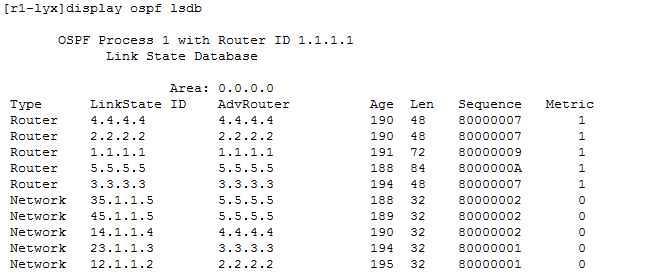 [r1-lyx]display ospf lsdb
OSPF Process 1 with Router ID 1.1.1.1
Link State Database
Area: 0.0.0.0
Type LinkState ID AdvRouter Age Len Sequence Metric
Router 4.4.4.4 4.4.4.4 190 48 80000007 1
Router 2.2.2.2 2.2.2.2 190 48 80000007 1
Router 1.1.1.1 1.1.1.1 191 72 80000009 1
Router 5.5.5.5 5.5.5.5 188 84 8000000A 1
Router 3.3.3.3 3.3.3.3 194 48 80000007 1
Network 35.1.1.5 5.5.5.5 188 32 80000002 0
Network 45.1.1.5 5.5.5.5 189 32 80000002 0
Network 14.1.1.4 4.4.4.4 190 32 80000002 0
Network 23.1.1.3 3.3.3.3 194 32 80000001 0
Network 12.1.1.2 2.2.2.2 195 32 80000001 0